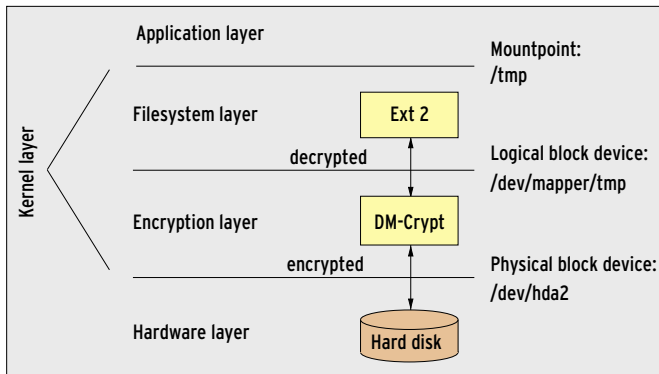 Application layer
Mountpoint:
/tmp
Kernel layer
Filesystem layer
Ext 2
decrypted
Logical block device:
/dev/mapper/tmp
Encryption layer
DM-Crypt
encrypted
Physical block device:
/dev/hda2
Hardware layer
Hard disk